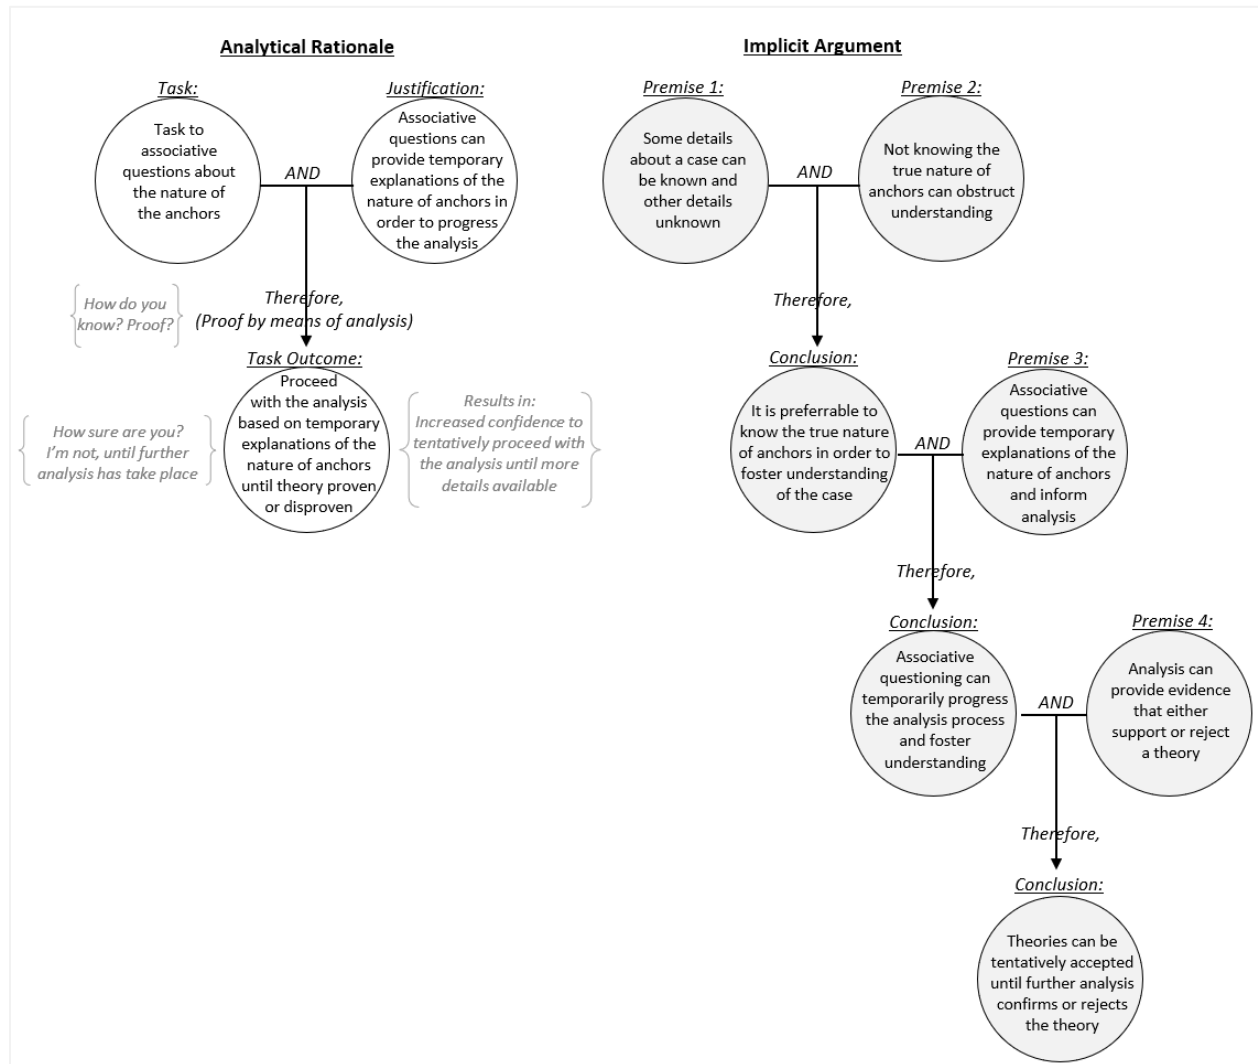 Analytical Rationale
Task:
Task to
associative
questions about
the nature of
the anchors
AND
Justification:
Associative
questions can
provide temporary
explanations of the
nature of anchors in
order to progress
the analysis
How do you
know? Proof?
Therefore,
(Proof by means of analysis)
Task Outcome:
Proceed
with the analysis
based on temporary
explanations of the
nature of anchors
until theory proven
or disproven
How sure are you?
I'm not, until further
analysis has take place
Results in:
Increased confidence to
tentatively proceed with
the analysis until more
details available
Implicit Argument
Premise 1:
Some details
about a case can
be known and
other details
unknown
AND
Premise 2:
Not knowing the
true nature of
anchors can obstruct
understanding
Therefore,
Conclusion:
It is preferrable to
know the true nature
of anchors in order to
foster understanding
of the case
AND
Premise 3:
Associative
questions can
provide temporary
explanations of the
nature of anchors
and inform
analysis
Therefore,
Conclusion:
Associative
questioning can
temporarily progress
the analysis process
and foster
understanding
AND
Premise 4:
Analysis can
provide evidence
that either
support or reject
a theory
Therefore,
Conclusion:
Theories can be
tentatively accepted
until further analysis
confirms or rejects
the theory